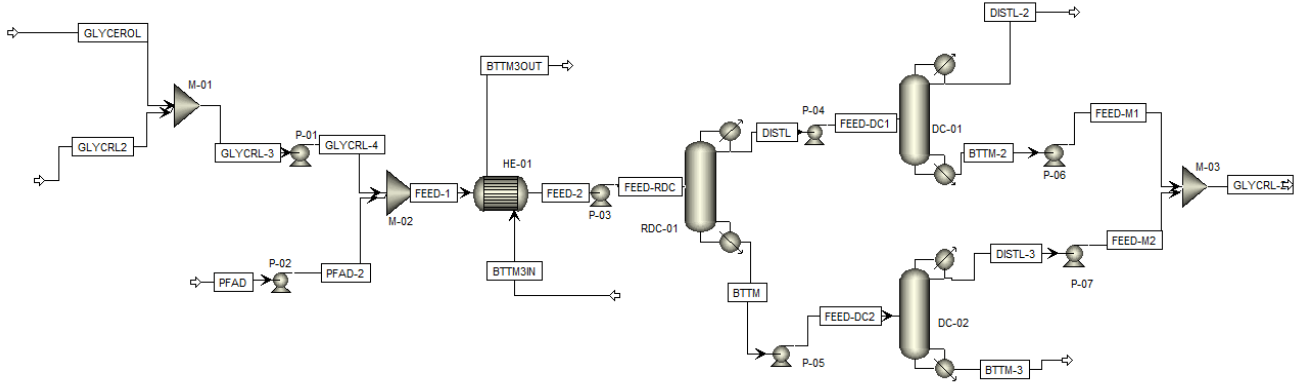 GLYCEROL
M-01
GLYCRL2
GLYCRL-3
P-01
GLYCRL-4
M-02
PFAD
P-02
PFAD-2
FEED-1
BTTM3OUT
HE-01
BTTM3IN
FEED-2
P-03
FEED-RDC
RDC-01
DISTL
P-04
FEED-DC1
DC-01
DISTL-2
BTTM-2
P-06
FEED-M1
BTTM
P-05
FEED-DC2
DC-02
DISTL-3
P-07
FEED-M2
BTTM-3
M-03